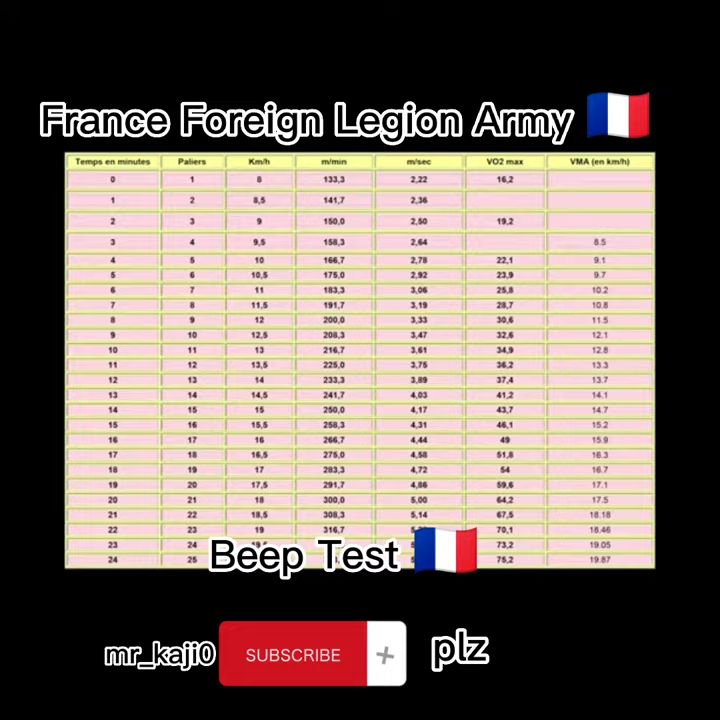 France Foreign Legion Army
Temps en minutes Paliers Km/h m/min m/sec VO2 max VMA (en km/h)
0 1 8 133,3 2,22 16,2
1 2 8,5 141,7 2,36
2 3 9 150,0 2,50 19,2
3 4 9,5 158,3 2,64 8.5
4 5 10 166,7 2,78 22,1 9.1
5 6 10,5 175,0 2,92 23,9 9.7
6 7 11 183,3 3,06 25,8 10.2
7 8 11,5 191,7 3,19 28,7 10.8
8 9 12 200,0 3,33 30,6 11.5
9 10 12,5 208,3 3,47 32,6 12.1
10 11 13 216,7 3,61 34,9 12.8
11 12 13,5 225,0 3,75 36,2 13.3
12 13 14 233,3 3,89 37,4 13.7
13 14 14,5 241,7 4,03 41,2 14.1
14 15 15 250,0 4,17 43,7 14.7
15 16 15,5 258,3 4,31 46,1 15.2
16 17 16 266,7 4,44 49 15.9
17 18 16,5 275,0 4,58 51,8 16.3
18 19 17 283,3 4,72 54 16.7
19 20 17,5 291,7 4,86 59,6 17.1
20 21 18 300,0 5,00 64,2 17.5
21 22 18,5 308,3 5,14 67,5 18.18
22 23 19 316,7 70,1 18.46
23 24 73,2 19.05
24 25 75,2 19.87
Beep Test
mr_kaji0 SUBSCRIBE + plz